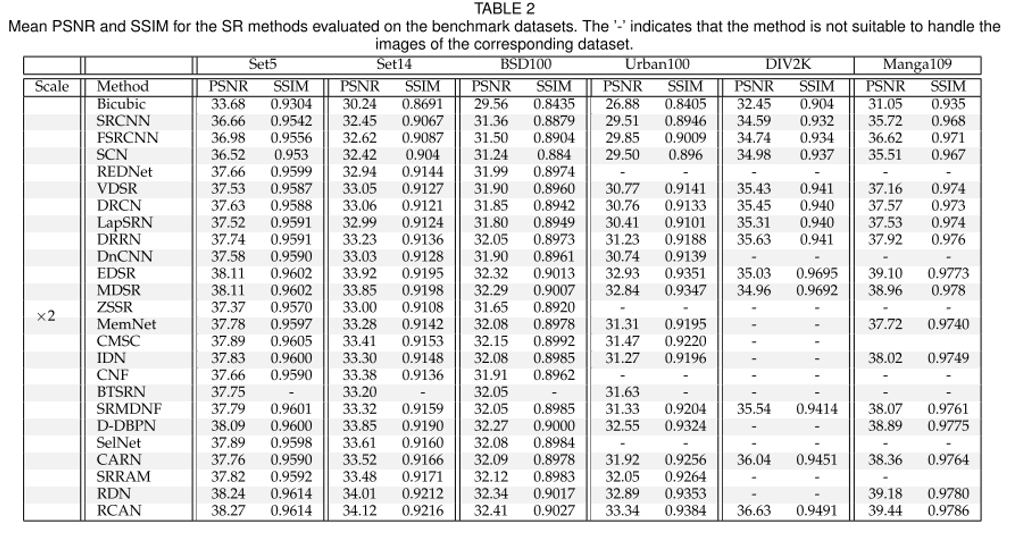 TABLE 2
Mean PSNR and SSIM for the SR methods evaluated on the benchmark datasets. The '-' indicates that the method is not suitable to handle the
images of the corresponding dataset.
Set5 Set14 BSD100 Urban100 DIV2K Manga109
Scale Method PSNR SSIM PSNR SSIM PSNR SSIM PSNR SSIM PSNR SSIM PSNR SSIM
Bicubic 33.68 0.9304 30.24 0.8691 29.56 0.8435 26.88 0.8405 32.45 0.904 31.05 0.935
SRCNN 36.66 0.9542 32.45 0.9067 31.36 0.8879 29.51 0.8946 34.59 0.932 35.72 0.968
FSRCNN 36.98 0.9556 32.62 0.9087 31.50 0.8904 29.85 0.9009 34.74 0.934 36.62 0.971
SCN 36.52 0.953 32.42 0.904 31.24 0.884 29.50 0.896 34.98 0.937 35.51 0.967
REDNet 37.66 0.9599 32.94 0.9144 31.99 0.8974 - - - - - -
VDSR 37.53 0.9587 33.05 0.9127 31.90 0.8960 30.77 0.9141 35.43 0.941 37.16 0.974
DRCN 37.63 0.9588 33.06 0.9121 31.85 0.8942 30.76 0.9133 35.45 0.940 37.57 0.973
LapSRN 37.52 0.9591 32.99 0.9124 31.80 0.8949 30.41 0.9101 35.31 0.940 37.53 0.974
DRRN 37.74 0.9591 33.23 0.9136 32.05 0.8973 31.23 0.9188 35.63 0.941 37.92 0.976
DnCNN 37.58 0.9590 33.03 0.9128 31.90 0.8961 30.74 0.9139 - - - -
EDSR 38.11 0.9602 33.92 0.9195 32.32 0.9013 32.93 0.9351 35.03 0.9695 39.10 0.9773
MDSR 38.11 0.9602 33.85 0.9198 32.29 0.9007 32.84 0.9347 34.96 0.9692 38.96 0.978
ZSSR 37.37 0.9570 33.00 0.9108 31.65 0.8920 - - - - - -
×2 MemNet 37.78 0.9597 33.28 0.9142 32.08 0.8978 31.31 0.9195 - - 37.72 0.9740
CMSC 37.89 0.9605 33.41 0.9153 32.15 0.8992 31.47 0.9220 - -
IDN 37.83 0.9600 33.30 0.9148 32.08 0.8985 31.27 0.9196 - - 38.02 0.9749
CNF 37.66 0.9590 33.38 0.9136 31.91 0.8962 - - - - - -
BTSRN 37.75 - 33.20 - 32.05 - 31.63 - - - -
SRMDNF 37.79 0.9601 33.32 0.9159 32.05 0.8985 31.33 0.9204 35.54 0.9414 38.07 0.9761
D-DBPN 38.09 0.9600 33.85 0.9190 32.27 0.9000 32.55 0.9324 - - 38.89 0.9775
SelNet 37.89 0.9598 33.61 0.9160 32.08 0.8984 - - - - - -
CARN 37.76 0.9590 33.52 0.9166 32.09 0.8978 31.92 0.9256 36.04 0.9451 38.36 0.9764
SRRAM 37.82 0.9592 33.48 0.9171 32.12 0.8983 32.05 0.9264 - - -
RDN 38.24 0.9614 34.01 0.9212 32.34 0.9017 32.89 0.9353 - - 39.18 0.9780
RCAN 38.27 0.9614 34.12 0.9216 32.41 0.9027 33.34 0.9384 36.63 0.9491 39.44 0.9786